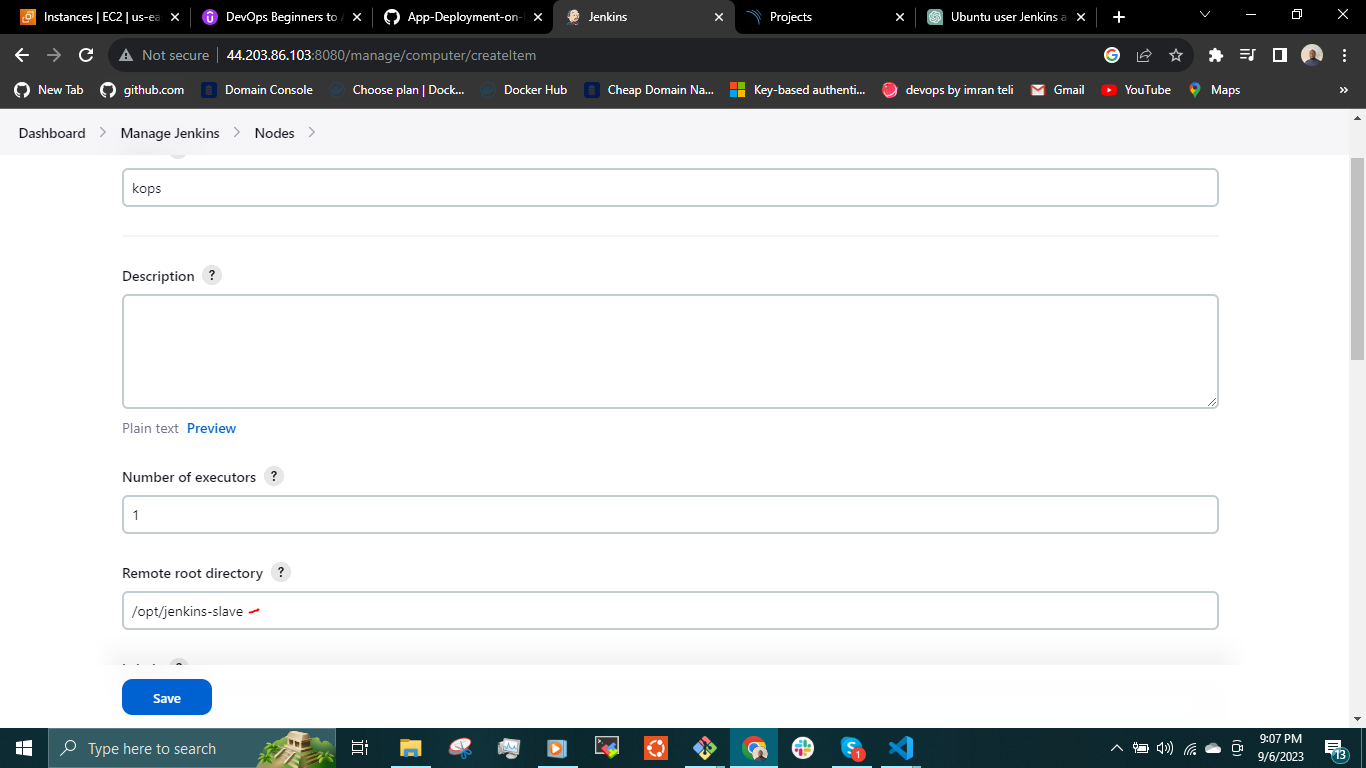 Instances | EC2 | us-ea
DevOps Beginners to A
App-Deployment-on-
Jenkins
Projects
Ubuntu user Jenkins a
Not secure
44.203.86.103:8080/manage/computer/createItem
New Tab
github.com
Domain Console
Choose plan | Dock...
Docker Hub
Cheap Domain Na...
Key-based authenti...
devops by imran teli
Gmail
YouTube
Maps
»
Dashboard
Manage Jenkins
Nodes
kops
Description ?
Plain text Preview
Number of executors ?
1
Remote root directory ?
/opt/jenkins-slave
Save
Type here to search
1
9:07 PM
9/6/2023
13